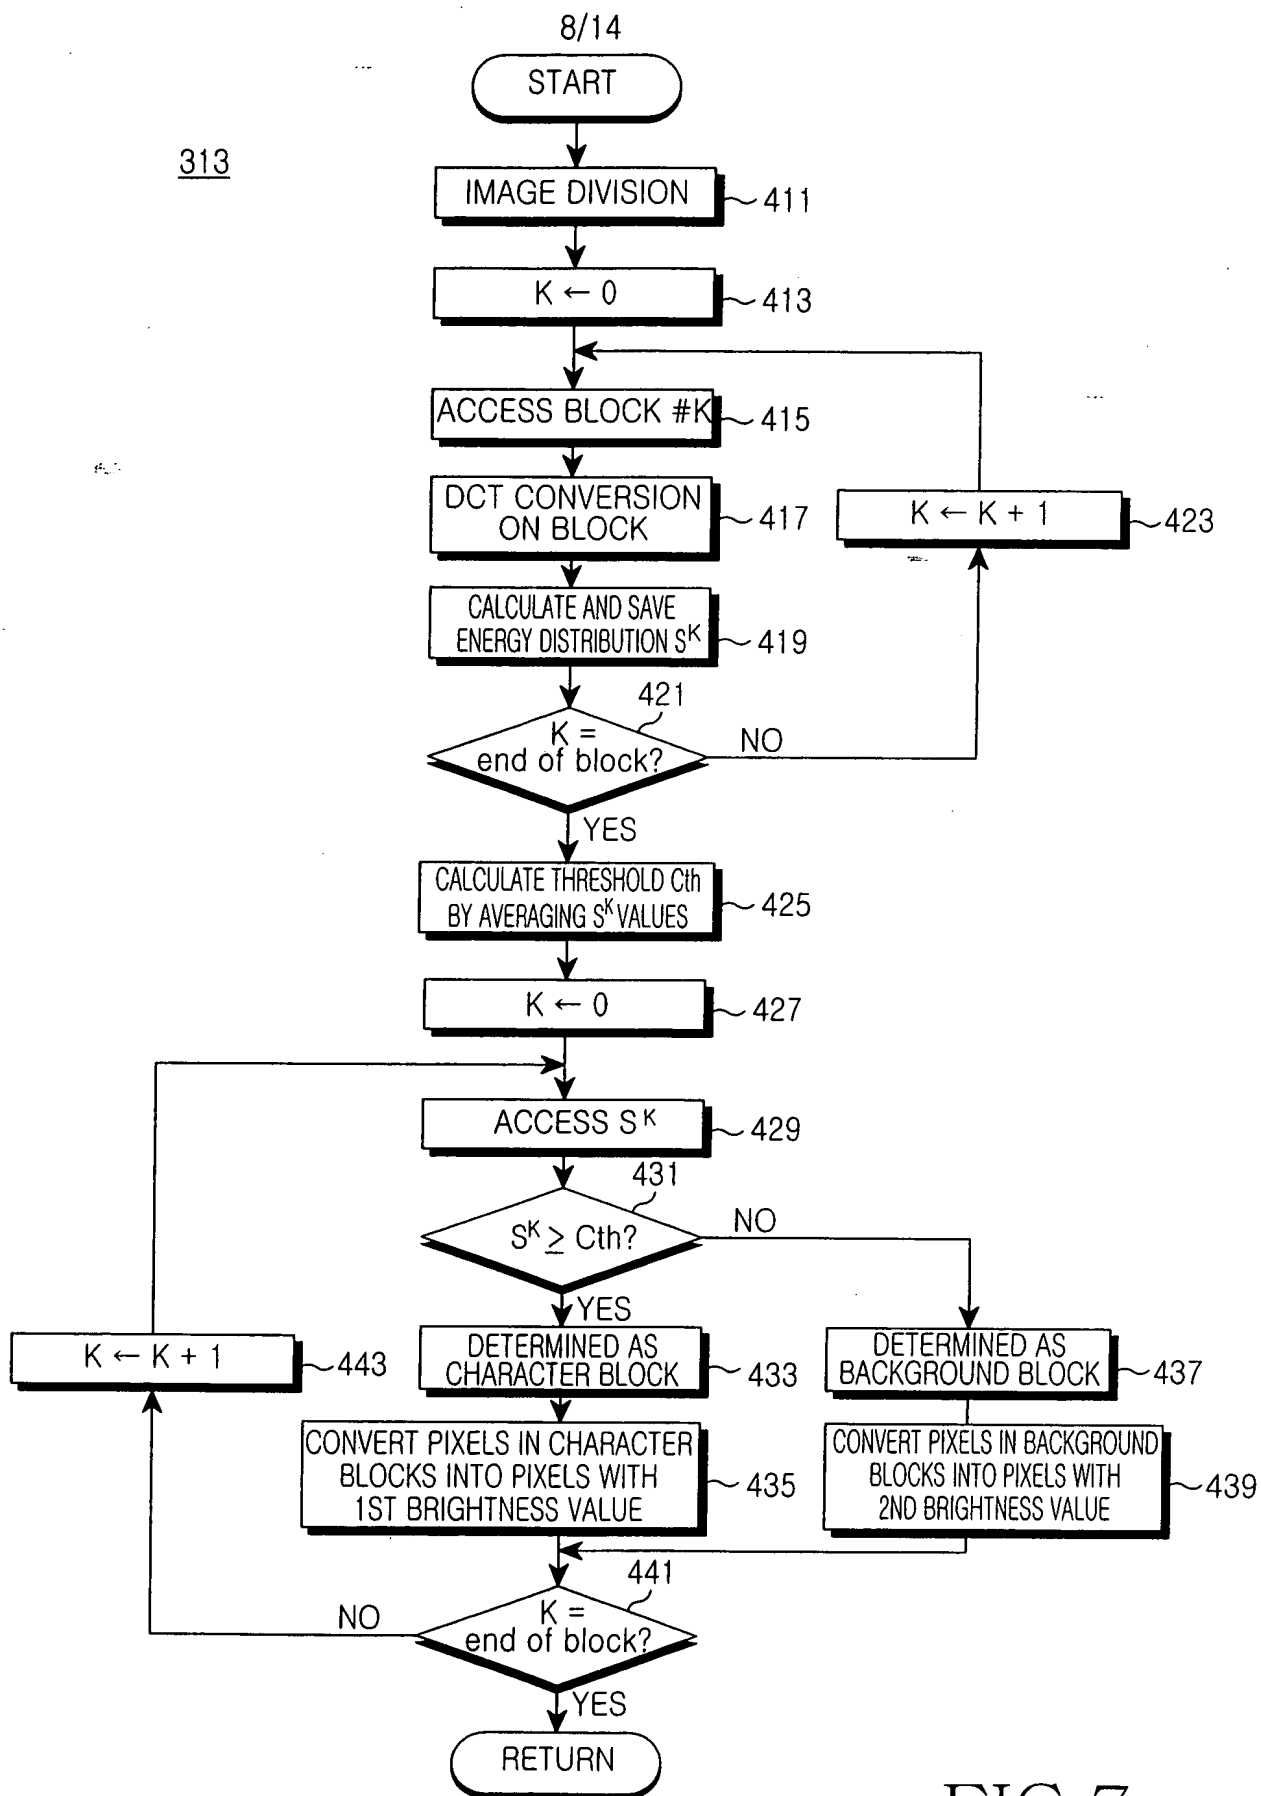 8/14
START
313
IMAGE DIVISION
411
K ← 0
413
ACCESS BLOCK #K
415
DCT CONVERSION
ON BLOCK
417
K ← K + 1
423
CALCULATE AND SAVE
ENERGY DISTRIBUTION S^K
419
421
K =
end of block?
NO
YES
CALCULATE THRESHOLD Cth
BY AVERAGING S^K VALUES
425
K ← 0
427
ACCESS S^K
429
431
S^K ≥ Cth?
NO
YES
K ← K + 1
443
DETERMINED AS
CHARACTER BLOCK
433
DETERMINED AS
BACKGROUND BLOCK
437
CONVERT PIXELS IN CHARACTER
BLOCKS INTO PIXELS WITH
1ST BRIGHTNESS VALUE
435
CONVERT PIXELS IN BACKGROUND
BLOCKS INTO PIXELS WITH
2ND BRIGHTNESS VALUE
439
441
K =
end of block?
NO
YES
RETURN
FIG.7